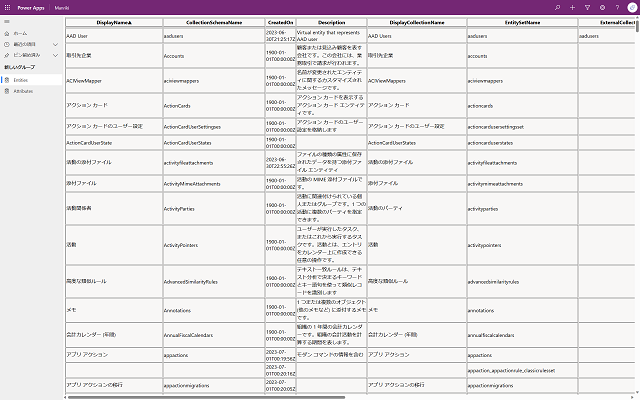 Power Apps Marviki
DisplayName▲ CollectionSchemaName CreatedOn Description DisplayCollectionName EntitySetName ExternalCollec
ホーム
最近の項目
ピン留め済み
新しいグループ
Entities
Attributes
AAD User aadusers 2023-06-30T21:25:17Z Virtual entity that represents AAD user AAD Users aadusers aadusers
取引先企業 Accounts 1900-01-01T00:00:00Z 顧客または見込み顧客を表す会社です。この会社には、業務取引で請求が行われます。 取引先企業 accounts
ACIViewMapper aciviewmappers 1900-01-01T00:00:00Z 名前が変更されたエンティティに関するカスタマイズされたメッセージです。 ACIViewMappers aciviewmappers
アクション カード ActionCards 1900-01-01T00:00:00Z アクション カードを表示するアクション カード エンティティです。 アクション カード actioncards
アクション カードのユーザー設定 ActionCardUserSettingses 1900-01-01T00:00:00Z アクション カードのユーザー設定を格納します アクション カードのユーザー設定 actioncardusersettingsset
ActionCardUserState ActionCardUserStates 1900-01-01T00:00:00Z ActionCardUserStates actioncarduserstates
活動の添付ファイル activityfileattachments 2023-06-30T22:55:26Z ファイルの種類の属性に保存されたデータを持つ添付ファイル エンティティ 活動の添付ファイル activityfileattachments
添付ファイル ActivityMimeAttachments 1900-01-01T00:00:00Z 活動の MIME 添付ファイルです。 添付ファイル activitymimeattachments
活動関係者 ActivityParties 1900-01-01T00:00:00Z 活動に関連付けられている個人またはグループです。1 つの活動に複数のパーティを指定できます。 活動のパーティ activityparties
活動 ActivityPointers 1900-01-01T00:00:00Z ユーザーが実行したタスク、またはこれから実行するタスクです。活動とは、エントリをカレンダー上に作成できる任意の操作です。 活動 activitypointers
高度な類似ルール AdvancedSimilarityRules 1900-01-01T00:00:00Z テキスト一致ルールは、テキスト分析で決まるキーワードとキー語句を使って類似レコードを識別します 高度な類似ルール advancedsimilarityrules
メモ Annotations 1900-01-01T00:00:00Z 1 つまたは複数のオブジェクト (他のメモなど) に添付するメモです。 メモ annotations
会計カレンダー (年間) AnnualFiscalCalendars 1900-01-01T00:00:00Z 組織の 1 年間の会計カレンダーです。組織の会計活動を計算する期間を表します。 会計カレンダー (年間) annualfiscalcalendars
アプリ アクション appactions 2023-07-01T00:19:56Z モダン コマンドの情報を含む アプリ アクション appactions
2023-07-01T00:20:16Z appaction_appactionrule_classicrulesset
アプリ アクションの移行 appactionmigrations 2023-07-01T00:20:05Z アプリ アクションの移行 appactionmigrations